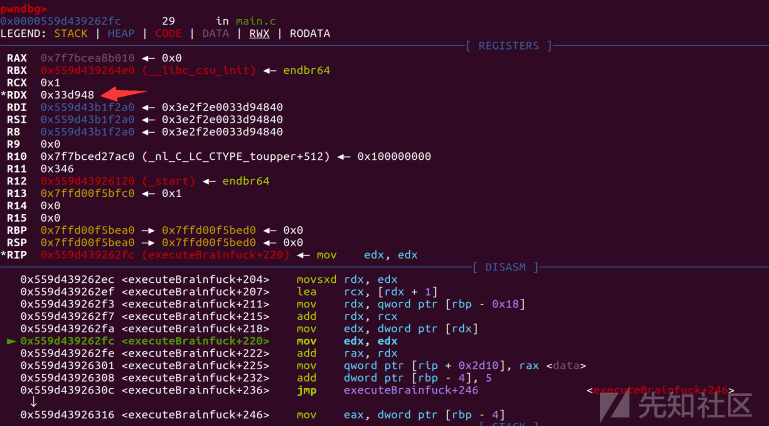 pwndbg>
0x0000559d439262fc      29      in main.c
LEGEND: STACK | HEAP | CODE | DATA | RWX | RODATA
[ REGISTERS ]
RAX  0x7f7bcea8b010 ◂— 0x0
RBX  0x559d439264e0 (__libc_csu_init) ◂— endbr64
RCX  0x1
*RDX  0x33d948
RDI  0x559d43b1f2a0 ◂— 0x3e2f2e0033d94840
RSI  0x559d43b1f2a0 ◂— 0x3e2f2e0033d94840
R8   0x559d43b1f2a0 ◂— 0x3e2f2e0033d94840
R9   0x0
R10  0x7f7bced27ac0 (_nl_C_LC_CTYPE_toupper+512) ◂— 0x100000000
R11  0x346
R12  0x559d43926120 (_start) ◂— endbr64
R13  0x7ffd00f5bfc0 ◂— 0x1
R14  0x0
R15  0x0
RBP  0x7ffd00f5bea0 —▸ 0x7ffd00f5bed0 ◂— 0x0
RSP  0x7ffd00f5bea0 —▸ 0x7ffd00f5bed0 ◂— 0x0
*RIP  0x559d439262fc (executeBrainfuck+220) ◂— mov    edx, edx
[ DISASM ]
0x559d439262ec <executeBrainfuck+204>    movsxd rdx, edx
0x559d439262ef <executeBrainfuck+207>    lea    rcx, [rdx + 1]
0x559d439262f3 <executeBrainfuck+211>    mov    rdx, qword ptr [rbp - 0x18]
0x559d439262f7 <executeBrainfuck+215>    add    rdx, rcx
0x559d439262fa <executeBrainfuck+218>    mov    edx, dword ptr [rdx]
► 0x559d439262fc <executeBrainfuck+220>    mov    edx, edx
0x559d439262fe <executeBrainfuck+222>    add    rax, rdx
0x559d43926301 <executeBrainfuck+225>    mov    qword ptr [rip + 0x2d10], rax <data>
0x559d43926308 <executeBrainfuck+232>    add    dword ptr [rbp - 4], 5
0x559d4392630c <executeBrainfuck+236>    jmp    executeBrainfuck+246    <executeBrainfuck+246>
↓
0x559d43926316 <executeBrainfuck+246>    mov    eax, dword ptr [rbp - 4]
[ STACK ]
先知社区